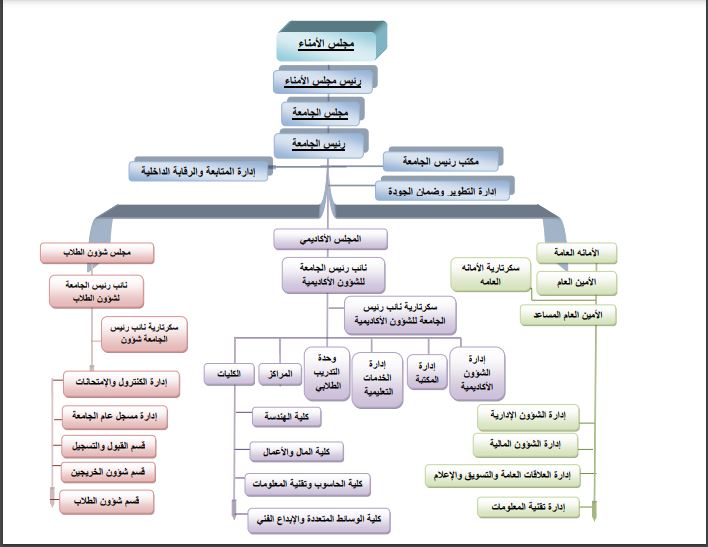 مجلس الأمناء
رئيس مجلس الأمناء
مجلس الجامعة
رئيس الجامعة
مكتب رئيس الجامعة
إدارة المتابعة والرقابة الداخلية
إدارة التطوير وضمان الجودة
الأمانه العامة
سكرتارية الأمانه
العامه
الأمين العام
الأمين العام المساعد
إدارة الشؤون الإدارية
إدارة الشؤون المالية
إدارة العلاقات العامة والتسويق والإعلام
إدارة تقنية المعلومات
المجلس الأكاديمي
نائب رئيس الجامعة
للشؤون الأكاديمية
سكرتارية نائب رئيس
الجامعة للشؤون الأكاديمية
إدارة
الشؤون
الأكاديمية
إدارة
المكتبة
إدارة
الخدمات
التعليمية
وحدة
التدريب
الطلابي
المراكز
الكليات
كلية الهندسة
كلية المال والأعمال
كلية الحاسوب وتقنية المعلومات
كلية الوسائط المتعددة والإبداع الفني
مجلس شؤون الطلاب
نائب رئيس الجامعة
لشؤون الطلاب
سكرتارية نائب رئيس
الجامعة شؤون
إدارة الكنترول والإمتحانات
إدارة مسجل عام الجامعة
قسم القبول والتسجيل
قسم شؤون الخريجين
قسم شؤون الطلاب